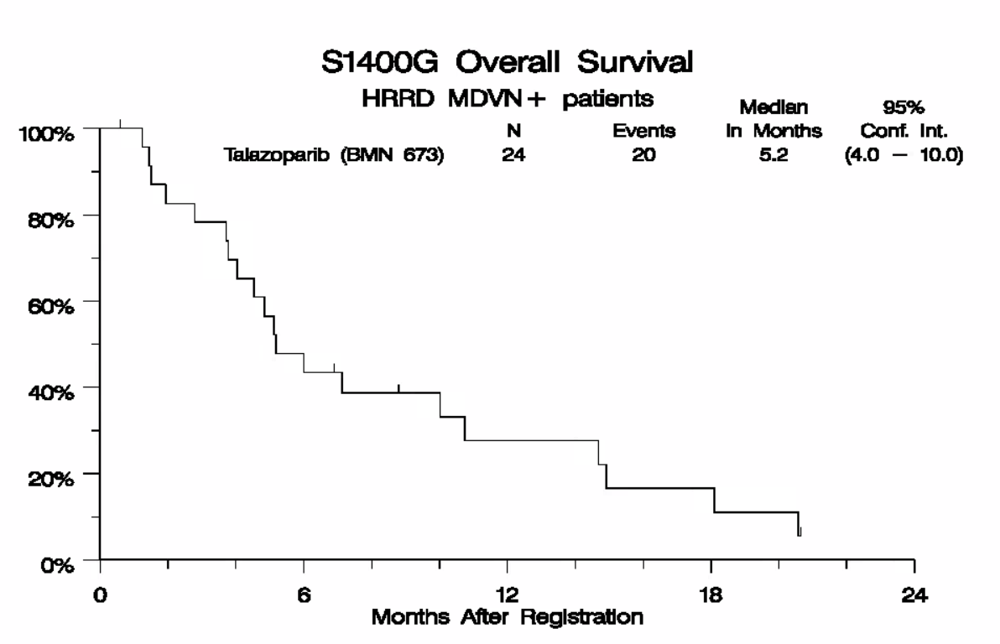 S1400G Overall Survival
HRRD MDVN+ patients
Median 95%
N Events In Months Conf. Int.
Talazoparib (BMN 673) 24 20 5.2 (4.0 – 10.0)
100%
80%
60%
40%
20%
0%
0 6 12 18 24
Months After Registration